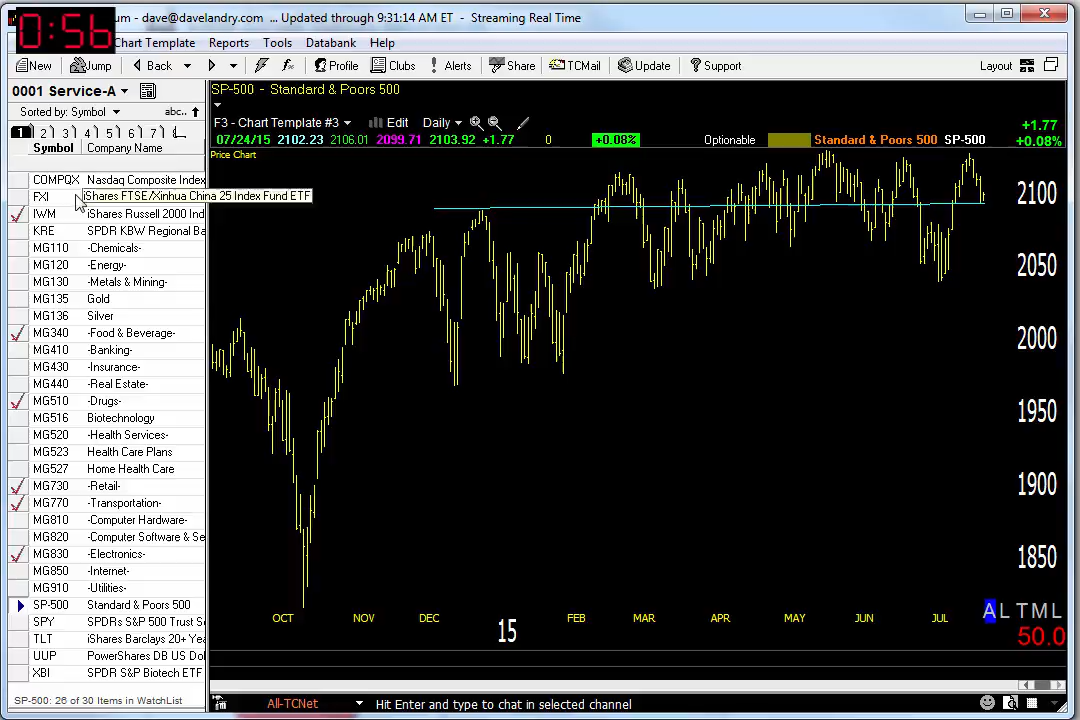 0:56
um - dave@davelandry.com ... Updated through 9:31:14 AM ET - Streaming Real Time
Chart Template Reports Tools Databank Help
New Jump Back Profile Clubs Alerts Share TCMail Update Support Layout
0001 Service-A
Sorted by: Symbol abc..
1 2 3 4 5 6 7
Symbol Company Name
COMPQX Nasdaq Composite Index
FXI iShares FTSE/Xinhua China 25 Index Fund ETF
IWM iShares Russell 2000 Ind
KRE SPDR KBW Regional Ba
MG110 -Chemicals-
MG120 -Energy-
MG130 -Metals & Mining-
MG135 Gold
MG136 Silver
MG340 -Food & Beverage-
MG410 -Banking-
MG430 -Insurance-
MG440 -Real Estate-
MG510 -Drugs-
MG516 Biotechnology
MG520 -Health Services-
MG523 Health Care Plans
MG527 Home Health Care
MG730 -Retail-
MG770 -Transportation-
MG810 -Computer Hardware-
MG820 -Computer Software & Se
MG830 -Electronics-
MG850 -Internet-
MG910 -Utilities-
SP-500 Standard & Poors 500
SPY SPDRs S&P 500 Trust Se
TLT iShares Barclays 20+ Yea
UUP PowerShares DB US Dol
XBI SPDR S&P Biotech ETF
SP-500: 26 of 30 Items in WatchList
SP-500 - Standard & Poors 500
F3 - Chart Template #3 Edit Daily
+1.77
07/24/15 2102.23 2106.01 2099.71 2103.92 +1.77 0 +0.08% Optionable Standard & Poors 500 SP-500 +0.08%
Price Chart
2100
2050
2000
1950
1900
1850
OCT NOV DEC 15 FEB MAR APR MAY JUN JUL
A L T M L
50.0
All-TCNet Hit Enter and type to chat in selected channel